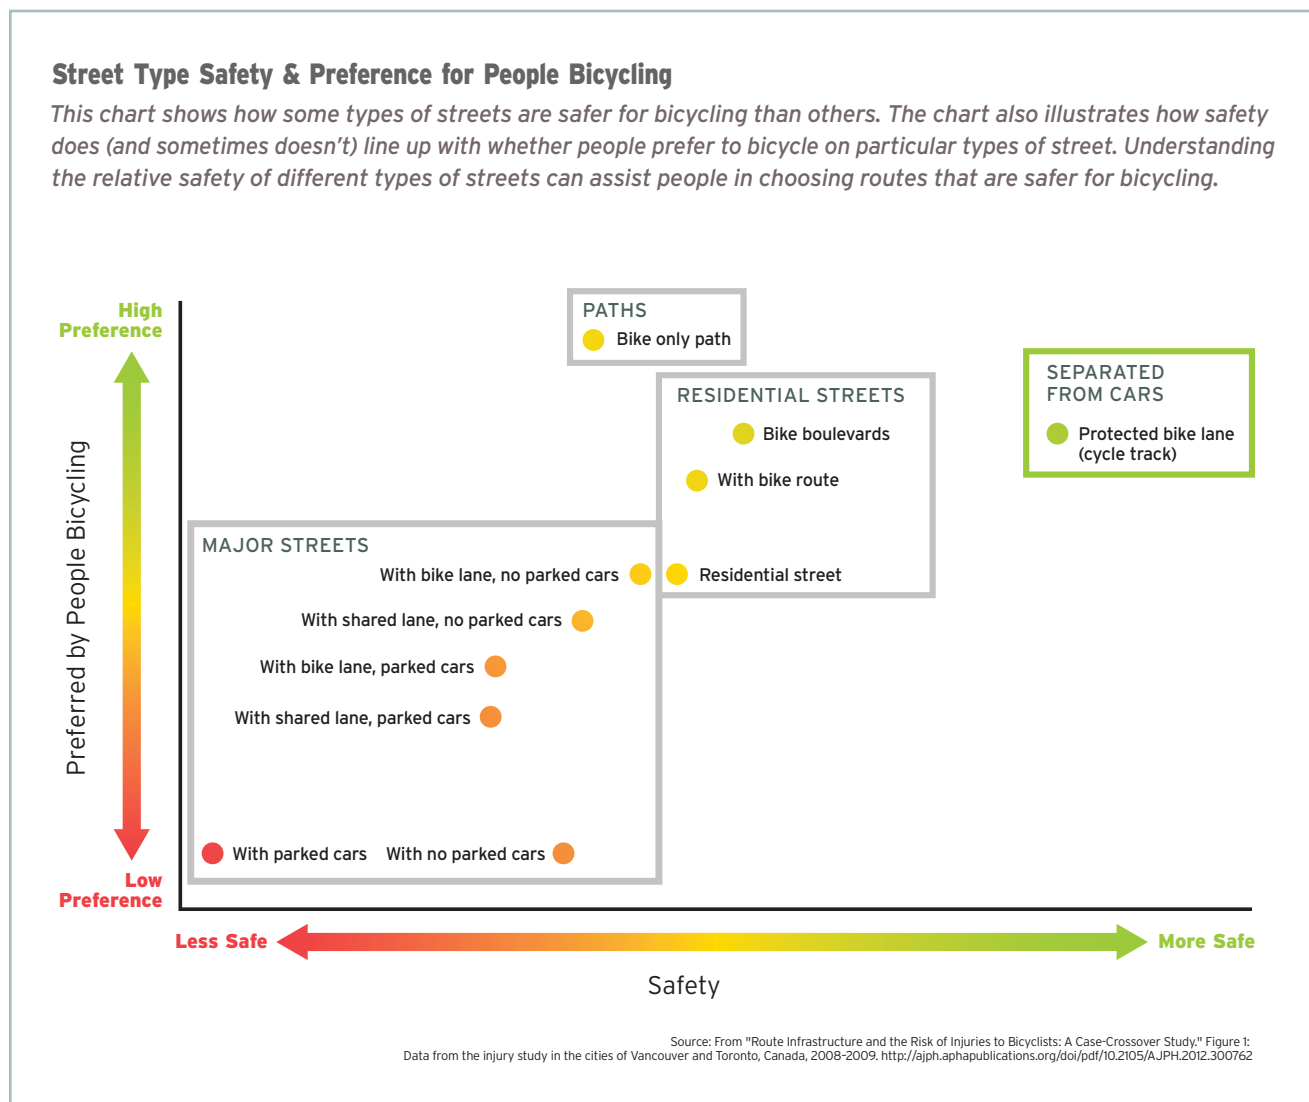 Street Type Safety & Preference for People Bicycling
This chart shows how some types of streets are safer for bicycling than others. The chart also illustrates how safety
does (and sometimes doesn't) line up with whether people prefer to bicycle on particular types of street. Understanding
the relative safety of different types of streets can assist people in choosing routes that are safer for bicycling.
High
Preference
PATHS
Bike only path
RESIDENTIAL STREETS
Bike boulevards
With bike route
Residential street
SEPARATED
FROM CARS
Protected bike lane
(cycle track)
MAJOR STREETS
With bike lane, no parked cars
With shared lane, no parked cars
With bike lane, parked cars
With shared lane, parked cars
With parked cars
With no parked cars
Preferred by People Bicycling
Low
Preference
Less Safe
More Safe
Safety
Source: From "Route Infrastructure and the Risk of Injuries to Bicyclists: A Case-Crossover Study." Figure 1:
Data from the injury study in the cities of Vancouver and Toronto, Canada, 2008-2009. http://ajph.aphapublications.org/doi/pdf/10.2105/AJPH.2012.300762